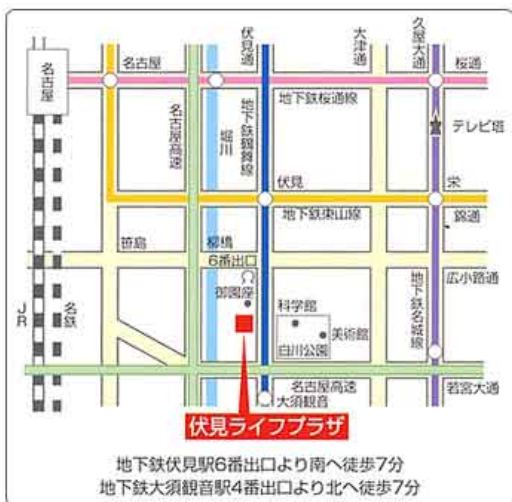 伏見通
大津通
久屋大通
名古屋
名古屋
桜通
名古屋高速
堀川
地下鉄鶴舞線
地下鉄桜通線
テレビ塔
伏見
栄
地下鉄東山線
錦通
笹島
柳橋
6番出口
広小路通
御園座
科学館
美術館
白川公園
地下鉄名城線
JR
名鉄
名古屋高速
若宮大通
大須観音
伏見ライフプラザ
地下鉄伏見駅6番出口より南へ徒歩7分
地下鉄大須観音駅4番出口より北へ徒歩7分